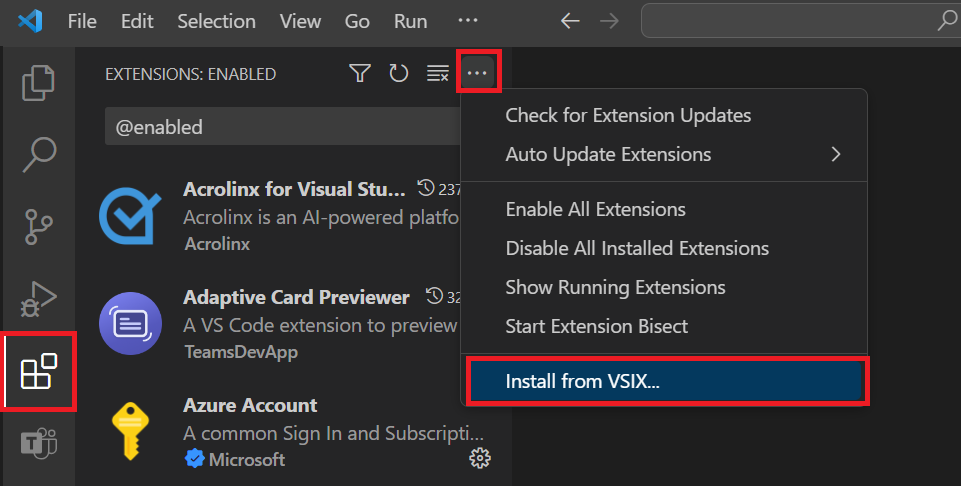 File Edit Selection View Go Run ...
EXTENSIONS: ENABLED ...
@enabled
Acrolinx for Visual Stu... 237
Acrolinx is an AI-powered platfo
Acrolinx
Adaptive Card Previewer 32
A VS Code extension to preview
TeamsDevApp
Azure Account
A common Sign In and Subscripti...
Microsoft
Check for Extension Updates
Auto Update Extensions
Enable All Extensions
Disable All Installed Extensions
Show Running Extensions
Start Extension Bisect
Install from VSIX...